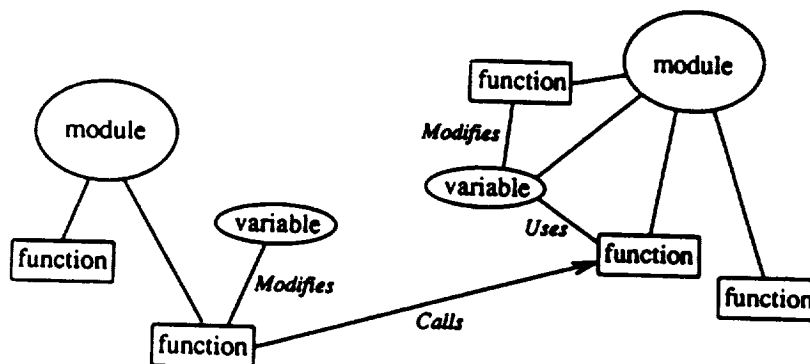 module
function
Modifies
module
variable
variable
Uses
function
function
Modifies
function
Calls
function